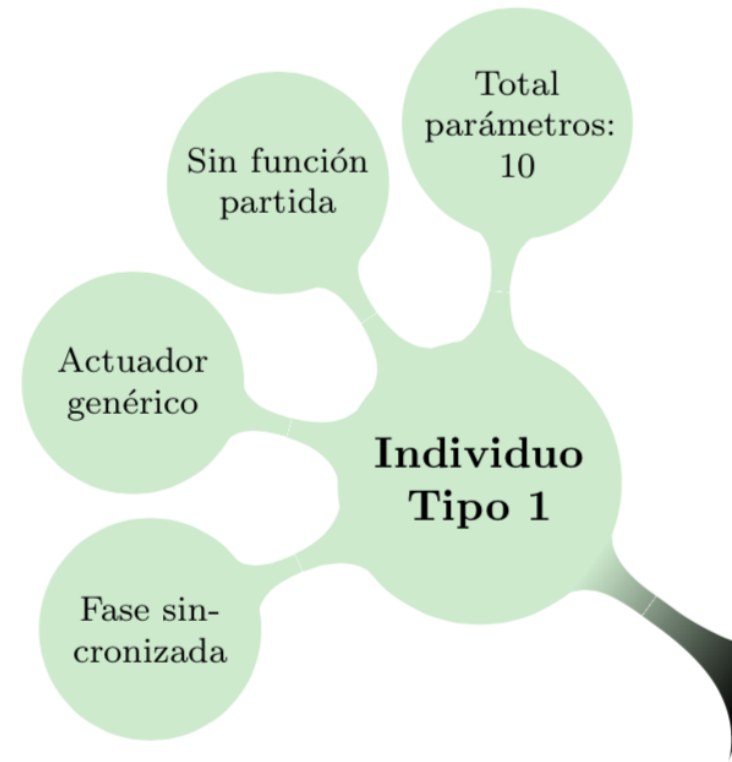 Total
parámetros:
10
Sin función
partida
Actuador
genérico
Individuo
Tipo 1
Fase sin-
cronizada